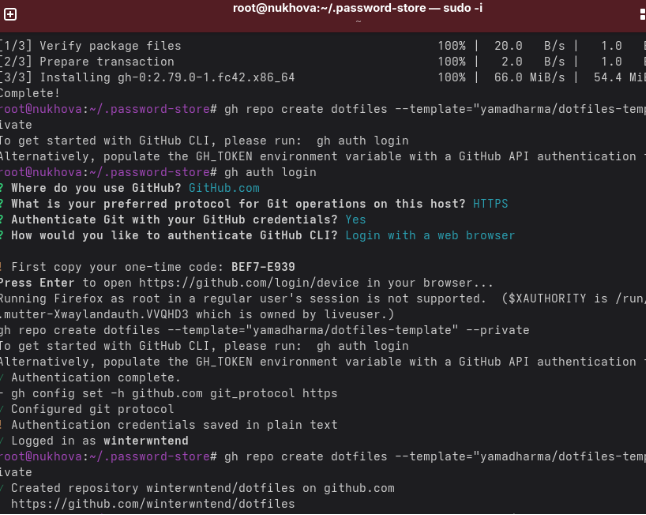 root@nukhova:~/.password-store — sudo -i
[1/3] Verify package files 100% | 20.0 B/s | 1.0
[2/3] Prepare transaction 100% | 2.0 B/s | 1.0
[3/3] Installing gh-0:2.79.0-1.fc42.x86_64 100% | 66.0 MiB/s | 54.4 Mi
Complete!
root@nukhova:~/.password-store# gh repo create dotfiles --template="yamadharma/dotfiles-tem
ivate
To get started with GitHub CLI, please run:  gh auth login
Alternatively, populate the GH_TOKEN environment variable with a GitHub API authentication
root@nukhova:~/.password-store# gh auth login
? Where do you use GitHub? GitHub.com
? What is your preferred protocol for Git operations on this host? HTTPS
? Authenticate Git with your GitHub credentials? Yes
? How would you like to authenticate GitHub CLI? Login with a web browser
! First copy your one-time code: BEF7-E939
Press Enter to open https://github.com/login/device in your browser...
Running Firefox as root in a regular user's session is not supported.  ($XAUTHORITY is /run/
.mutter-Xwaylandauth.VVQHD3 which is owned by liveuser.)
gh repo create dotfiles --template="yamadharma/dotfiles-template" --private
To get started with GitHub CLI, please run:  gh auth login
Alternatively, populate the GH_TOKEN environment variable with a GitHub API authentication
✓ Authentication complete.
- gh config set -h github.com git_protocol https
✓ Configured git protocol
! Authentication credentials saved in plain text
✓ Logged in as winterwntend
root@nukhova:~/.password-store# gh repo create dotfiles --template="yamadharma/dotfiles-tem
ivate
✓ Created repository winterwntend/dotfiles on github.com
https://github.com/winterwntend/dotfiles